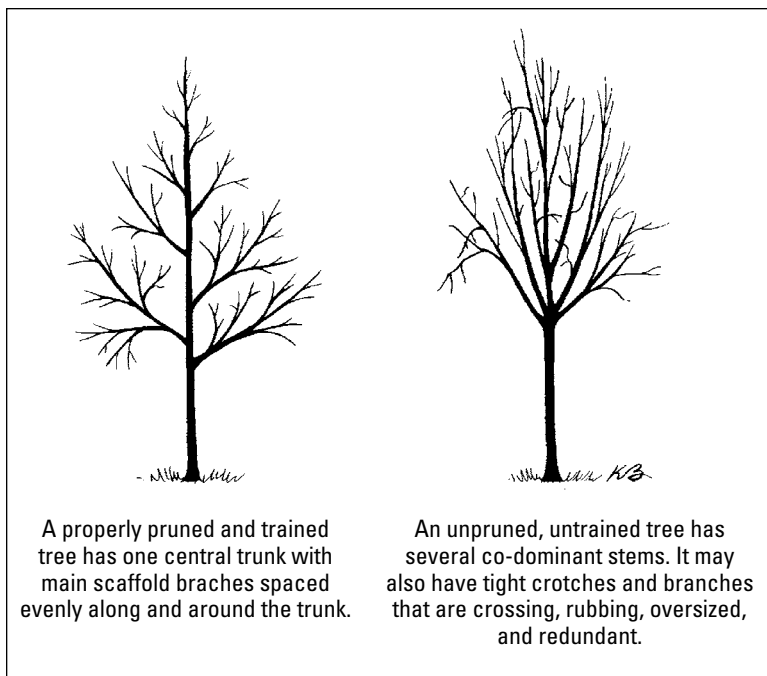 A properly pruned and trained
tree has one central trunk with
main scaffold braches spaced
evenly along and around the trunk.
An unpruned, untrained tree has
several co-dominant stems. It may
also have tight crotches and branches
that are crossing, rubbing, oversized,
and redundant.
KB